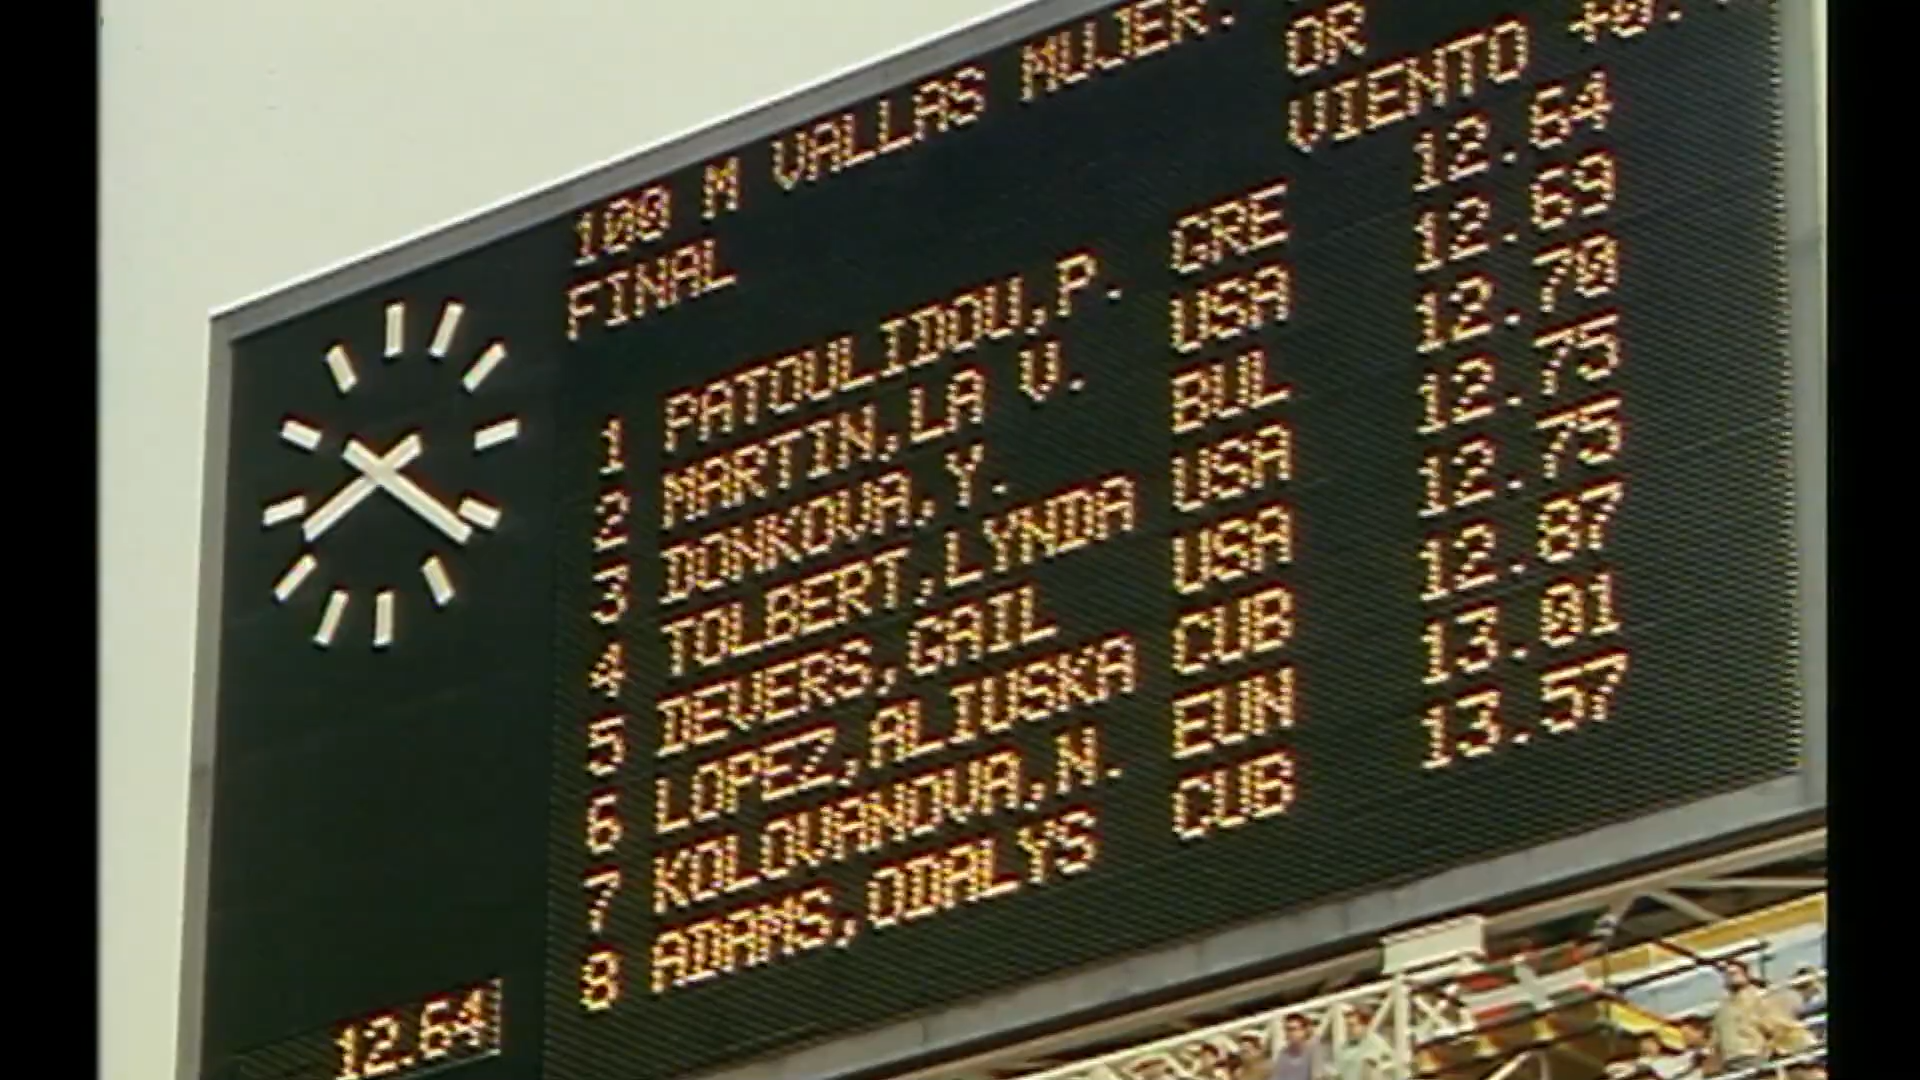 100 M VALLAS MUJER.
OR
FINAL
VIENTO +0.
1 PATOULIDOU,P. GRE 12.64
2 MARTIN,LA V. USA 12.69
3 DONKOVA,Y. BUL 12.70
4 TOLBERT,LYNDA USA 12.75
5 DEVERS,GAIL USA 12.75
6 LOPEZ,ALIUSKA CUB 12.87
7 KOLOVANOVA,N. EUN 13.01
8 ADAMS,ODALYS CUB 13.57
12.64